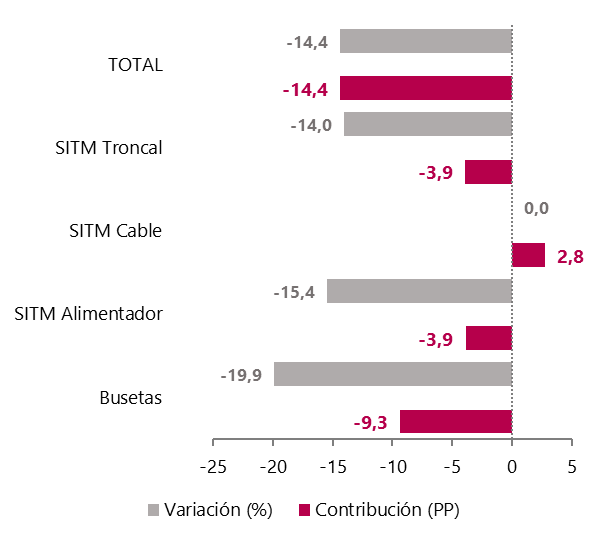 TOTAL
-14,4
-14,4
SITM Troncal
-14,0
-3,9
SITM Cable
0,0
2,8
SITM Alimentador
-15,4
-3,9
Busetas
-19,9
-9,3
-25 -20 -15 -10 -5 0 5
Variación (%) Contribución (PP)